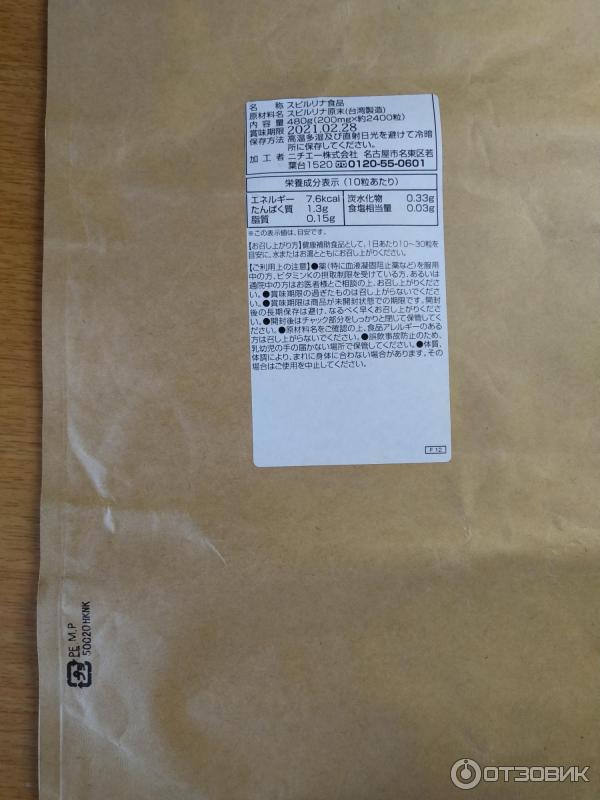 名　称　スピルリナ食品
原材料名　スピルリナ原末(台湾製造)
内 容 量　480g(200mg×約2400粒)
賞味期限　2021.02.28
保存方法　高温多湿及び直射日光を避けて冷暗
所に保存してください。
加 工 者　ニチエー株式会社　名古屋市名東区若
葉台1520　0120-55-0601
栄養成分表示(10粒あたり)
エネルギー　7.6kcal　炭水化物　0.33g
たんぱく質　1.3g　食塩相当量　0.03g
脂質　0.15g
※この表示値は、目安です。
【お召し上がり方】健康補助食品として、1日あたり10～30粒を
目安に、水またはお湯とともにお召し上がりください。
【ご利用上の注意】●薬(特に血液凝固阻止薬など)を服用
中の方、ビタミンKの摂取制限を受けている方、あるいは
通院中の方はお医者様とご相談の上、お召し上がりくださ
い。●賞味期限の過ぎたものは召し上がらないでくださ
い。●賞味期限は商品が未開封状態での期限です。開封
後の長期保存は避け、なるべく早くお召し上がりくださ
い。●開封後はチャック部分をしっかりと閉じて保管してく
ださい。●原材料名をご確認の上、食品アレルギーのある
方は召し上がらないでください。●誤飲事故防止のため、
乳幼児の手の届かない場所で保管してください。●体質、
体調により、まれに身体に合わない場合があります。その
場合はご使用を中止してください。
F 12
PE, M, P
50020HKNK
プラ
ОТЗОВИК